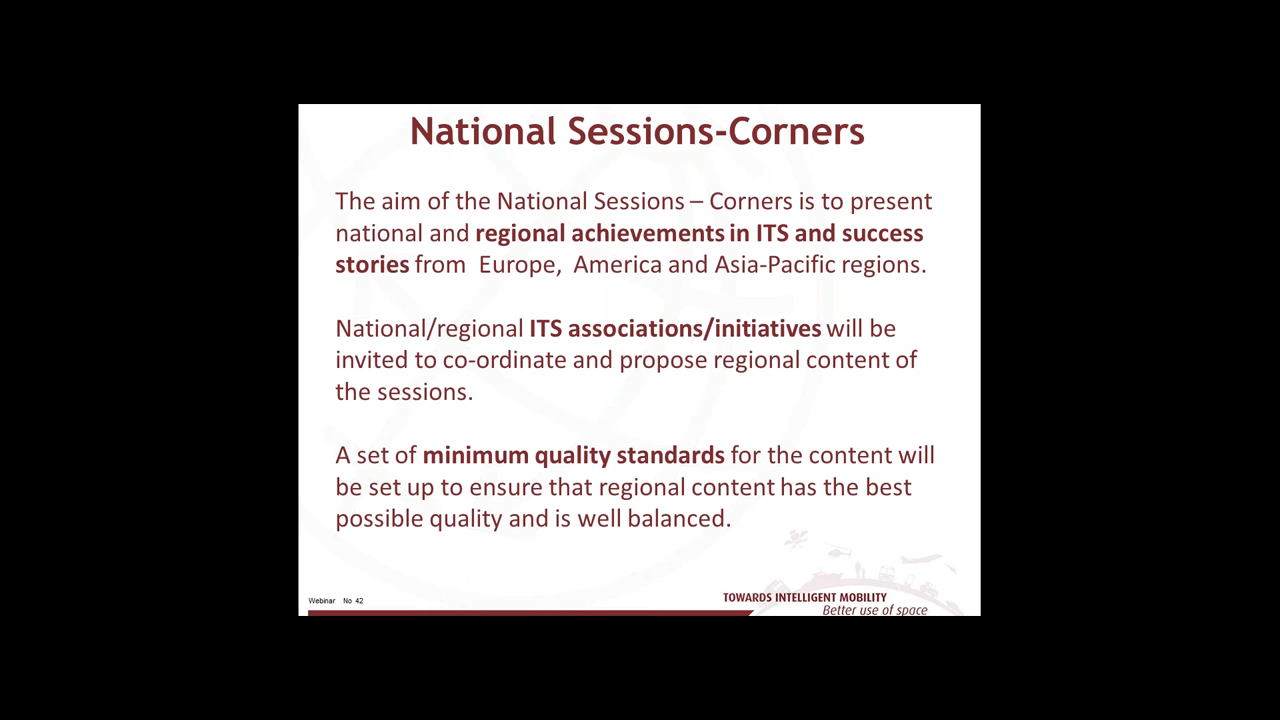 National Sessions-Corners
The aim of the National Sessions – Corners is to present
national and regional achievements in ITS and success
stories from  Europe,  America and Asia-Pacific regions.
National/regional ITS associations/initiatives will be
invited to co-ordinate and propose regional content of
the sessions.
A set of minimum quality standards for the content will
be set up to ensure that regional content has the best
possible quality and is well balanced.
Webinar   No 42
TOWARDS INTELLIGENT MOBILITY
Better use of space